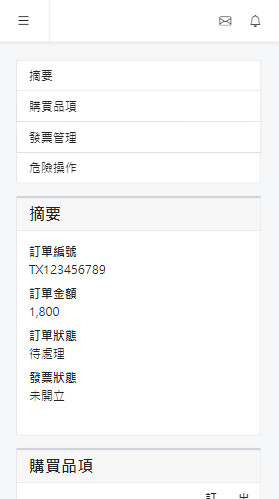 摘要
購買品項
發票管理
危險操作
摘要
訂單編號
TX123456789
訂單金額
1,800
訂單狀態
待處理
發票狀態
未開立
購買品項
訂 出